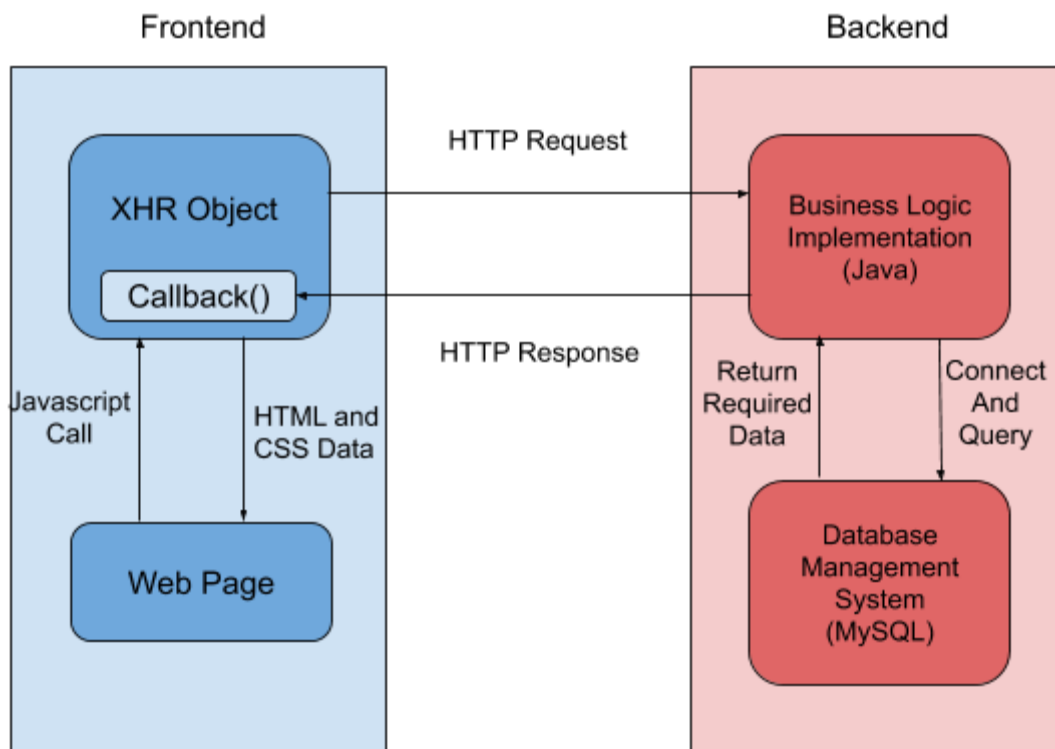 Frontend
Backend
HTTP Request
XHR Object
Business Logic
Implementation
(Java)
Callback()
HTTP Response
Javascript
Call
HTML and
CSS Data
Return
Required
Data
Connect
And
Query
Web Page
Database
Management
System
(MySQL)